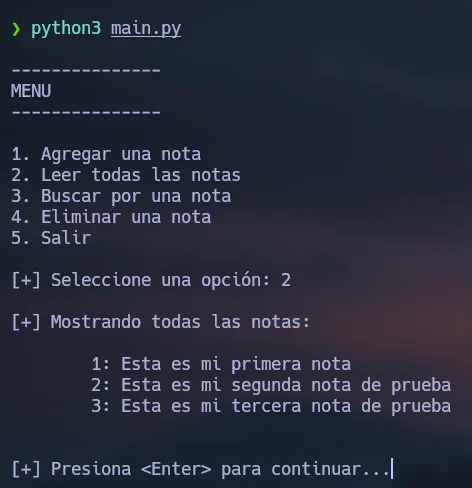 ❯ python3 main.py
---------------
MENU
---------------
1. Agregar una nota
2. Leer todas las notas
3. Buscar por una nota
4. Eliminar una nota
5. Salir
[+] Seleccione una opción: 2
[+] Mostrando todas las notas:
1: Esta es mi primera nota
2: Esta es mi segunda nota de prueba
3: Esta es mi tercera nota de prueba
[+] Presiona <Enter> para continuar...